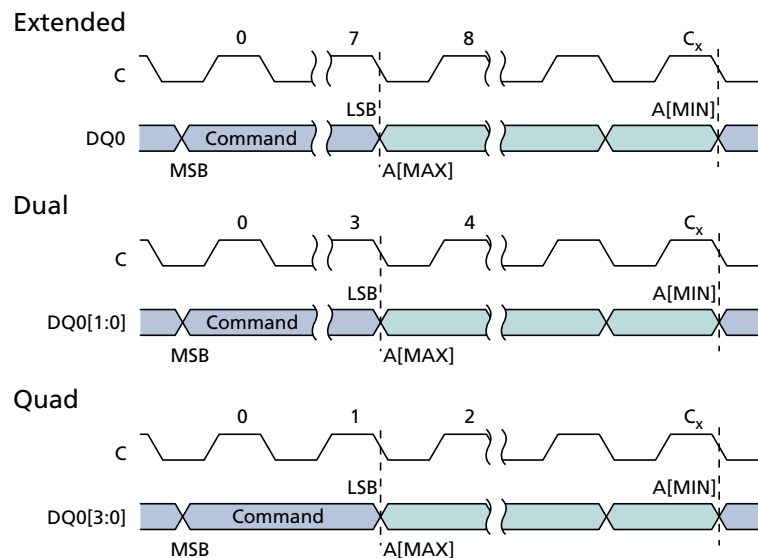 Extended
0 7 8 Cx
C
LSB A[MIN]
DQ0 Command
MSB A[MAX]
Dual
0 3 4 Cx
C
LSB A[MIN]
DQ0[1:0] Command
MSB A[MAX]
Quad
0 1 2 Cx
C
LSB A[MIN]
DQ0[3:0] Command
MSB A[MAX]